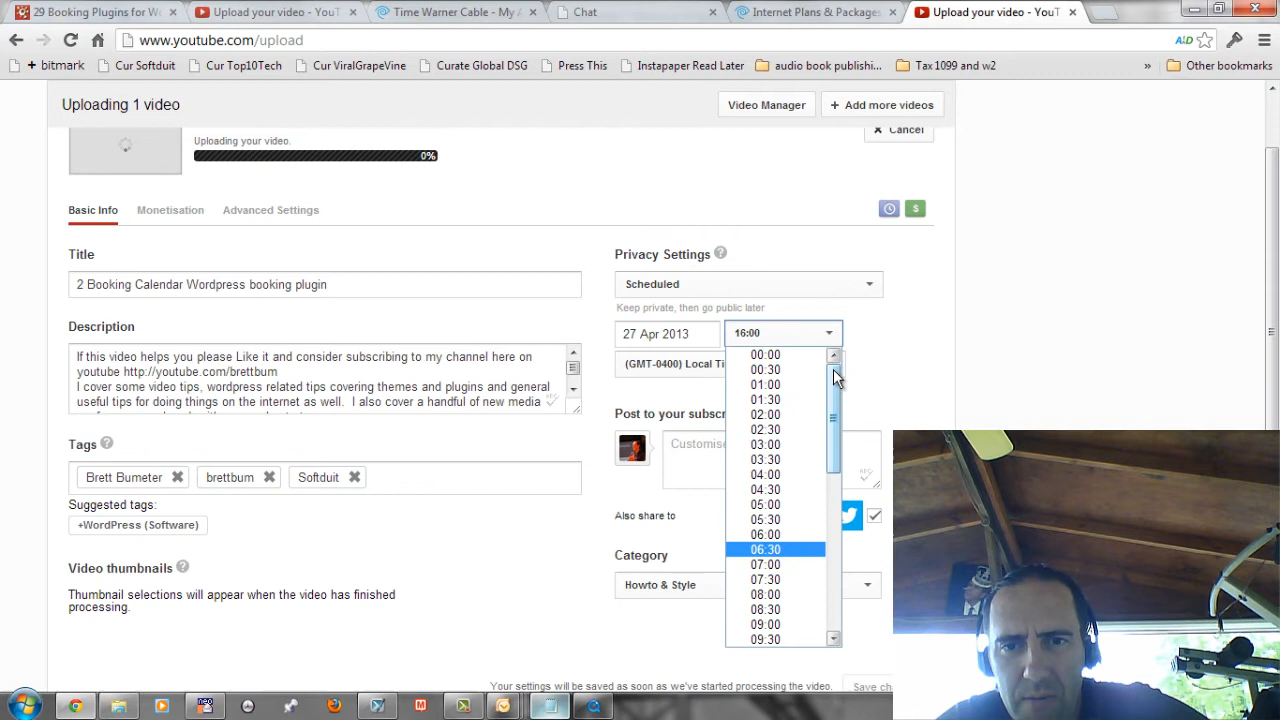 29 Booking Plugins for W
Upload your video - YouT
Time Warner Cable - My A
Chat
Internet Plans & Packages
Upload your video - YouT
www.youtube.com/upload
+ bitmark
Cur Softduit
Cur Top10Tech
Cur ViralGrapeVine
Curate Global DSG
Press This
Instapaper Read Later
audio book publishi...
Tax 1099 and w2
»
Other bookmarks
Uploading 1 video
Video Manager
+ Add more videos
Uploading your video.
0%
Cancel
Basic Info
Monetisation
Advanced Settings
$
Title
Privacy Settings ?
2 Booking Calendar Wordpress booking plugin
Scheduled
Keep private, then go public later
Description
27 Apr 2013
16:00
If this video helps you please Like it and consider subscribing to my channel here on
youtube http://youtube.com/brettbum
I cover some video tips, wordpress related tips covering themes and plugins and general
useful tips for doing things on the internet as well. I also cover a handful of new media
(GMT-0400) Local Ti
00:00
00:30
01:00
01:30
02:00
02:30
03:00
03:30
04:00
04:30
05:00
05:30
06:00
06:30
07:00
07:30
08:00
08:30
09:00
09:30
Post to your subscr
Customise
Tags ?
Brett Bumeter
brettbum
Softduit
Suggested tags:
+WordPress (Software)
Also share to
Category
Howto & Style
Video thumbnails ?
Thumbnail selections will appear when the video has finished
processing.
Your settings will be saved as soon as we've started processing the video.
Save ch
neo